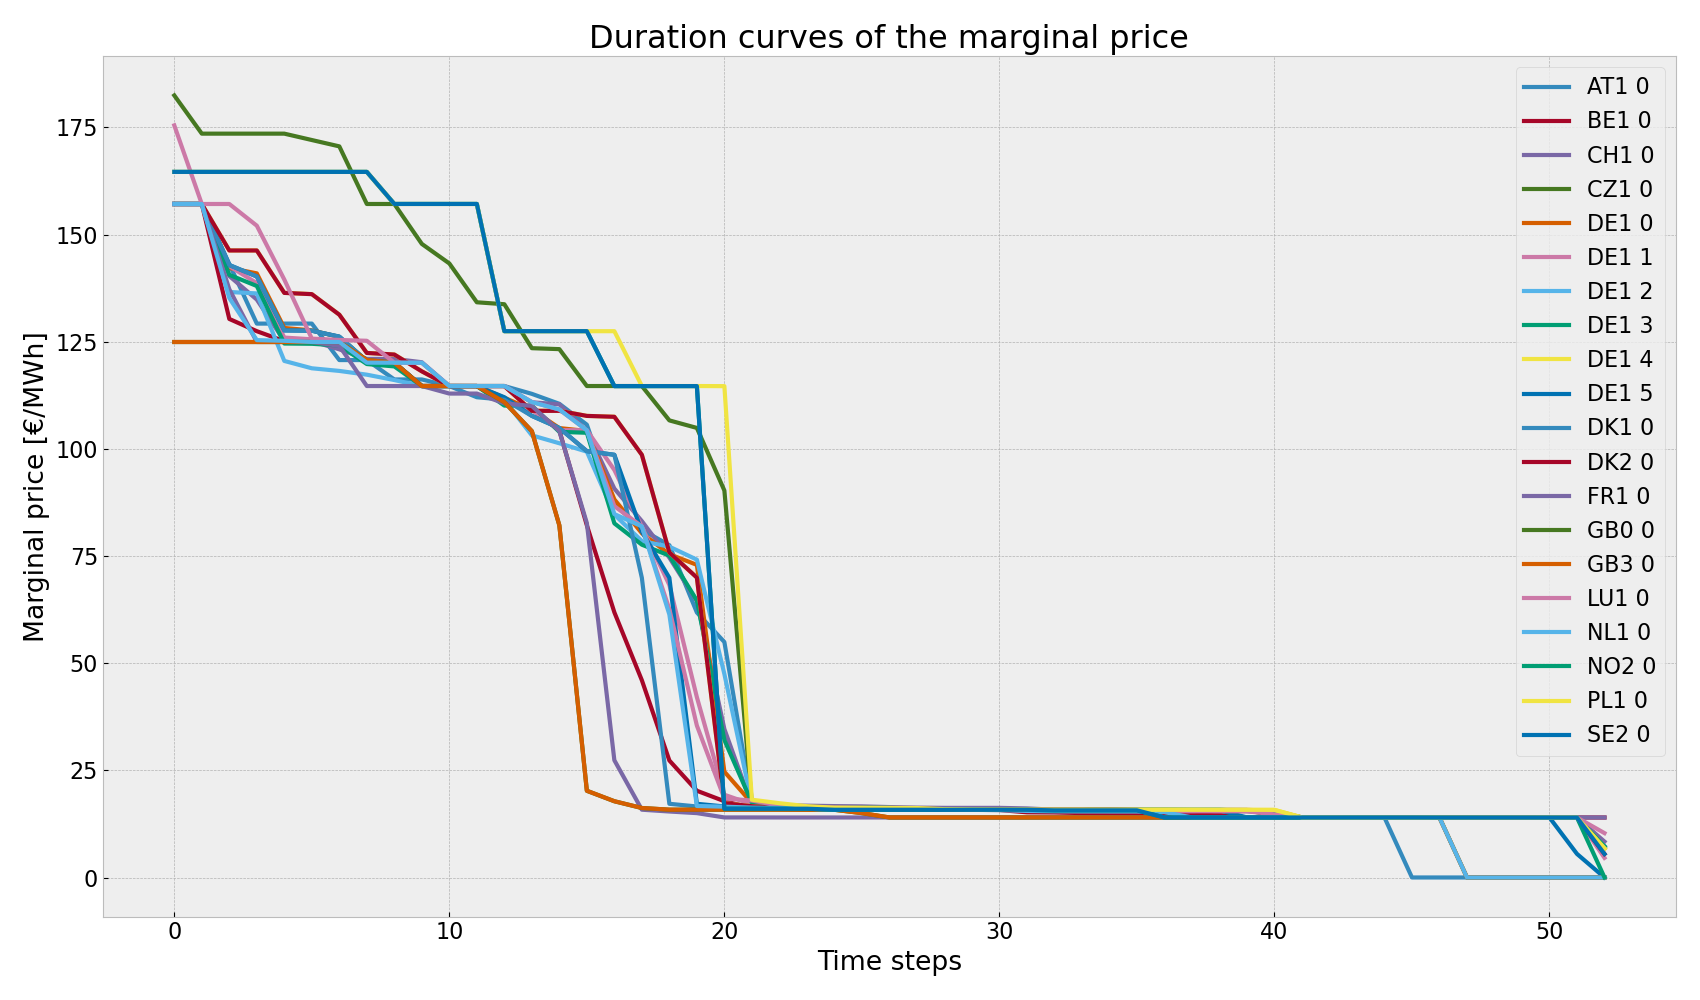 Duration curves of the marginal price
Marginal price [€/MWh]
175
150
125
100
75
50
25
0
0
10
20
30
40
50
Time steps
AT1 0
BE1 0
CH1 0
CZ1 0
DE1 0
DE1 1
DE1 2
DE1 3
DE1 4
DE1 5
DK1 0
DK2 0
FR1 0
GB0 0
GB3 0
LU1 0
NL1 0
NO2 0
PL1 0
SE2 0